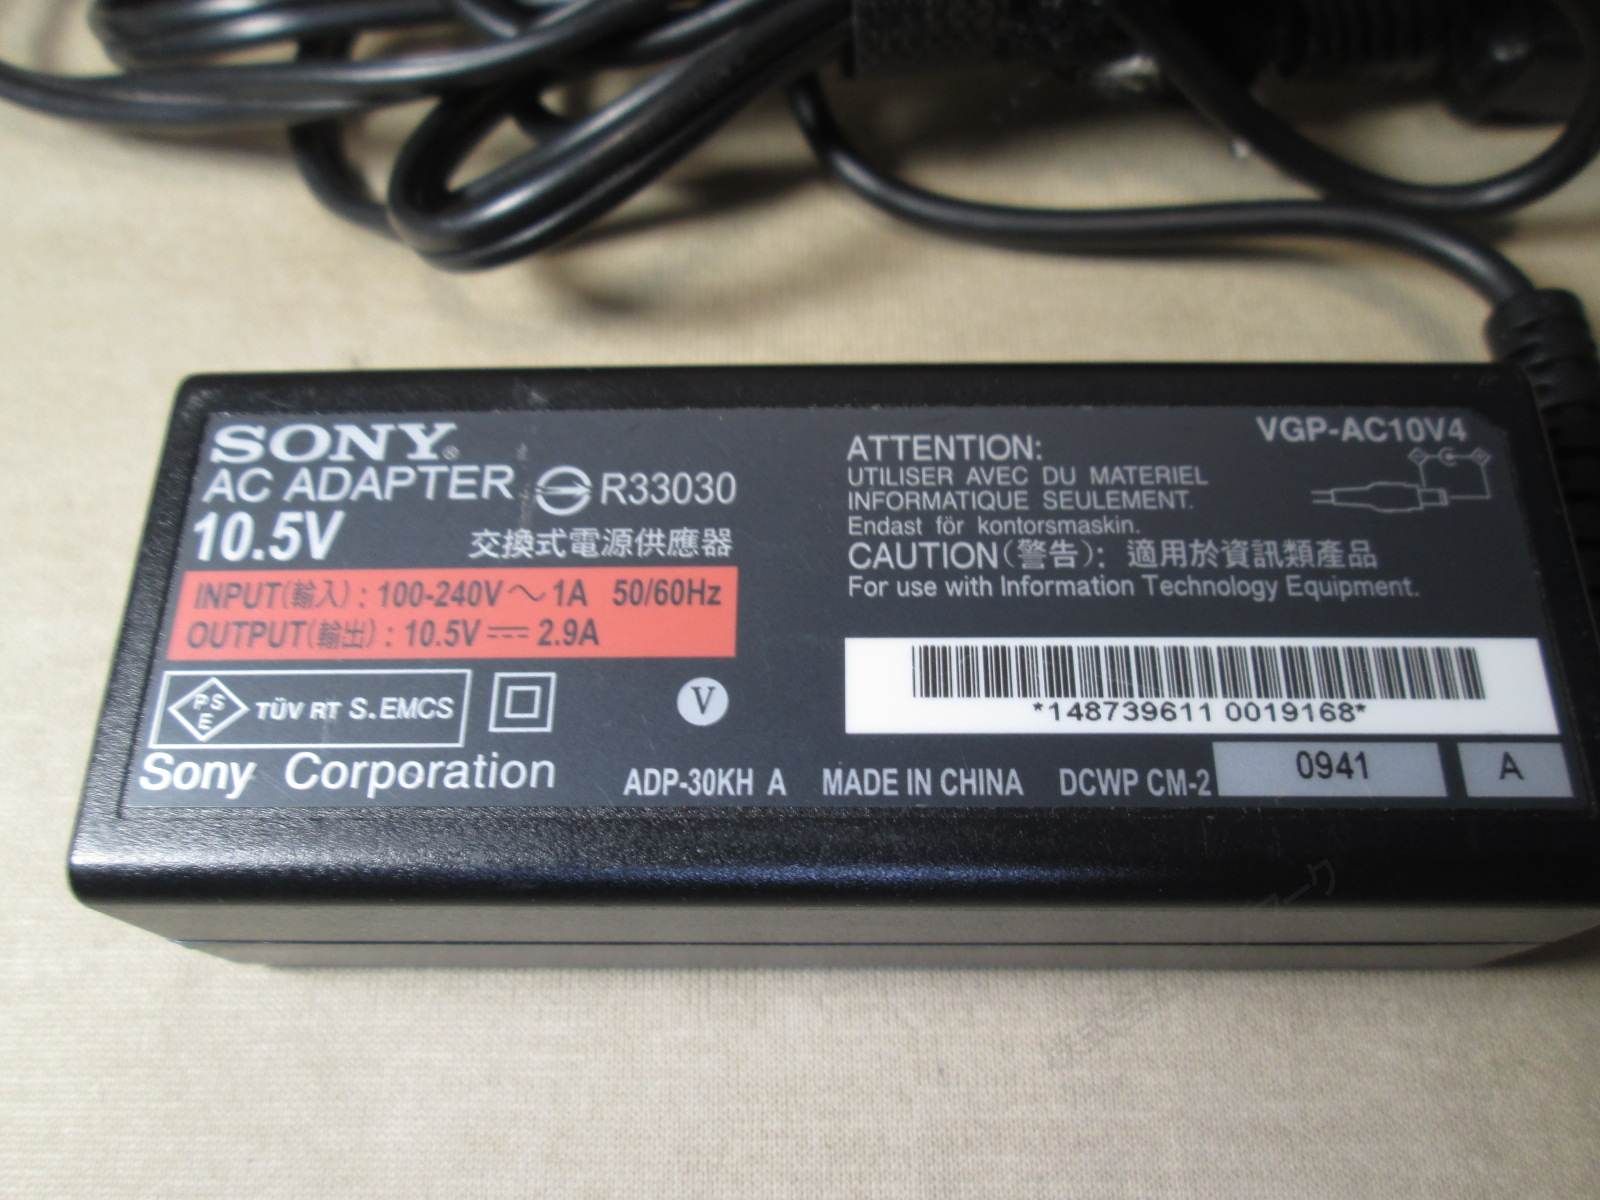 SONY®
AC ADAPTER R33030
10.5V 交換式電源供應器
INPUT(輸入) : 100-240V ～ 1A 50/60Hz
OUTPUT(輸出) : 10.5V ⎓ 2.9A
PSE TÜV RT S.EMCS
V
Sony Corporation
VGP-AC10V4
ATTENTION:
UTILISER AVEC DU MATERIEL
INFORMATIQUE SEULEMENT.
Endast för kontorsmaskin.
CAUTION(警告): 適用於資訊類產品
For use with Information Technology Equipment.
*148739611 0019168*
ADP-30KH A MADE IN CHINA DCWP CM-2 0941 A